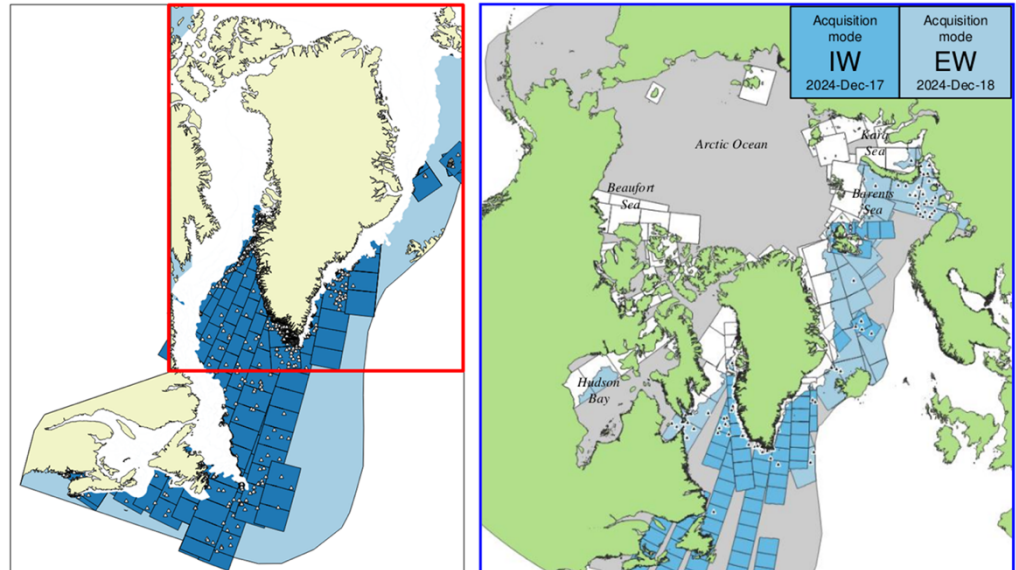 Acquisition
mode
IW
2024-Dec-17
Acquisition
mode
EW
2024-Dec-18
Arctic Ocean
Kara
Sea
Beaufort
Sea
Barents
Sea
Hudson
Bay